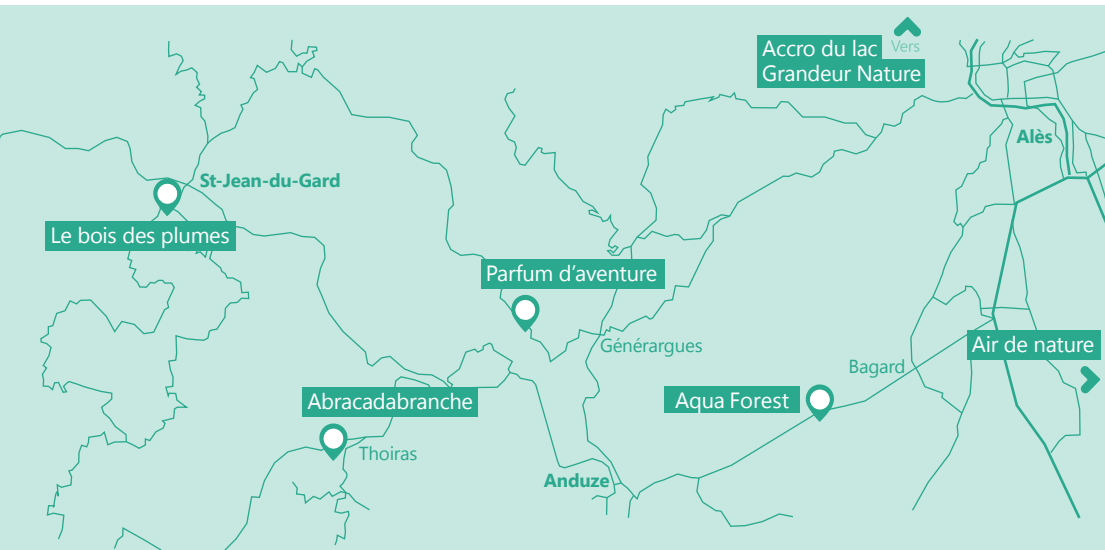 Accro du lac
Grandeur Nature
Vers
Alès
St-Jean-du-Gard
Le bois des plumes
Parfum d'aventure
Générargues
Air de nature
Bagard
Abracadabranche
Aqua Forest
Thoiras
Anduze